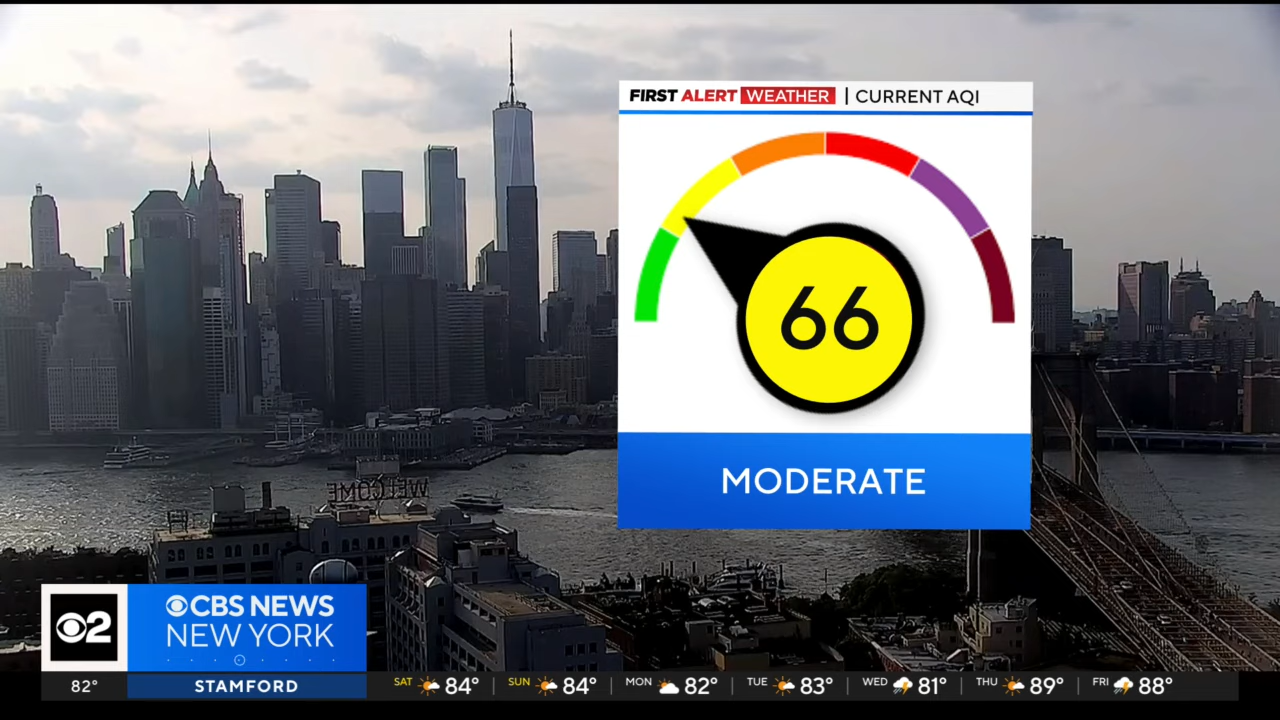 FIRST ALERT WEATHER | CURRENT AQI
66
MODERATE
WELCOME
2
CBS NEWS
NEW YORK
82° STAMFORD SAT 84° SUN 84° MON 82° TUE 83° WED 81° THU 89° FRI 88°